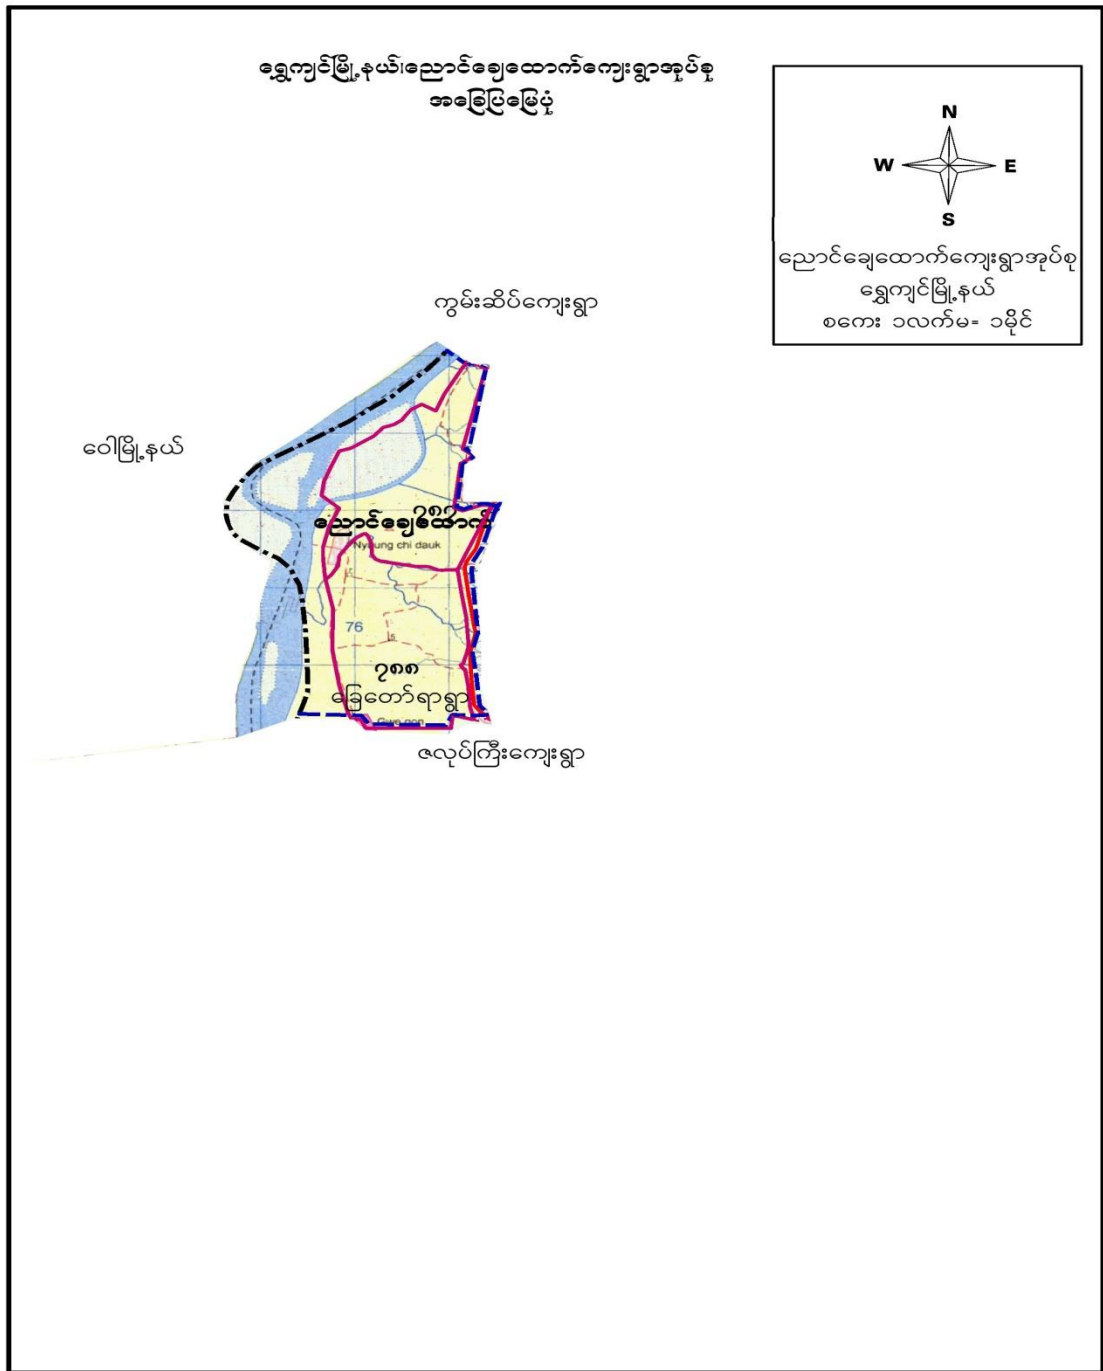 ရွှေကျင်မြို့နယ်၊ညောင်ချေထောက်ကျေးရွာအုပ်စု
အခြေပြမြေပုံ
N
W E
S
ညောင်ချေထောက်ကျေးရွာအုပ်စု
ရွှေကျင်မြို့နယ်
စကေး ၁လက်မ= ၁မိုင်
ကွမ်းဆိပ်ကျေးရွာ
ဝေါမြို့နယ်
ညောင်ချေထောက်
Nyaung chi dauk
76
၇၈၈
ခြေတော်ရာရွာ
Gwe gon
ဇလုပ်ကြီးကျေးရွာ